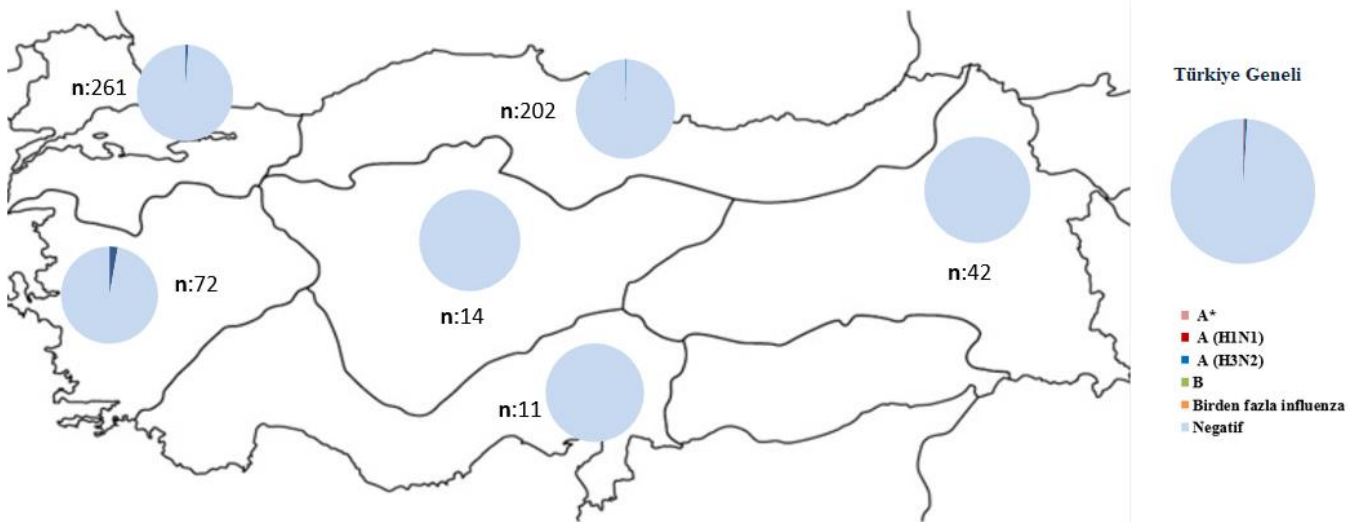 n:261
n:202
n:72
n:14
n:42
n:11
Türkiye Geneli
A*
A (H1N1)
A (H3N2)
B
Birden fazla influenza
Negatif